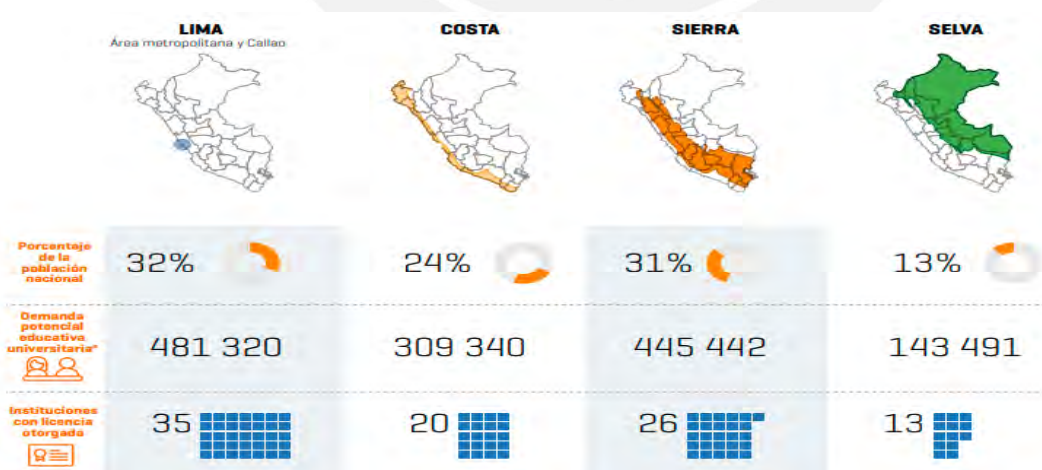 LIMA
Área metropolitana y Callao
COSTA
SIERRA
SELVA
Porcentaje
de la
población
nacional
32%
24%
31%
13%
Demanda
potencial
educativa
universitaria*
481 320
309 340
445 442
143 491
Instituciones
con licencia
otorgada
35
20
26
13